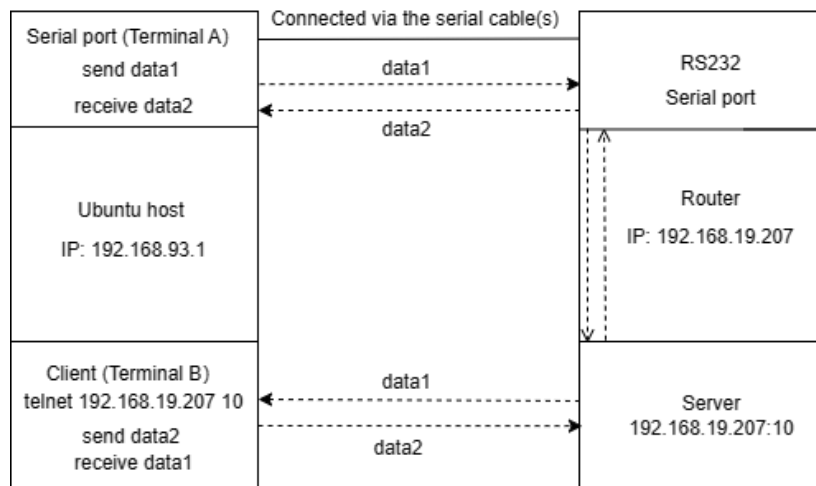 Connected via the serial cable(s)
Serial port (Terminal A)
send data1
receive data2
data1
data2
RS232
Serial port
Ubuntu host
IP: 192.168.93.1
Router
IP: 192.168.19.207
Client (Terminal B)
telnet 192.168.19.207 10
send data2
receive data1
data1
data2
Server
192.168.19.207:10